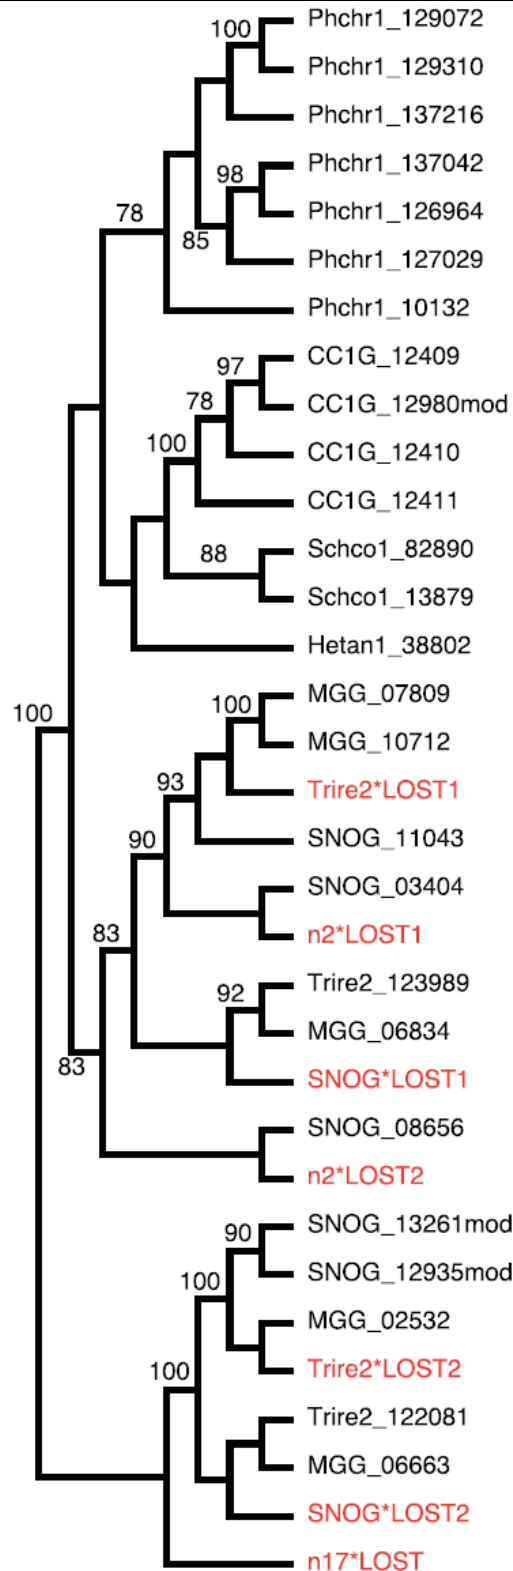 Phchr1_129072
100
Phchr1_129310
Phchr1_137216
Phchr1_137042
98
Phchr1_126964
78
85
Phchr1_127029
Phchr1_10132
CC1G_12409
97
CC1G_12980mod
78
CC1G_12410
100
CC1G_12411
Schco1_82890
88
Schco1_13879
Hetan1_38802
MGG_07809
100
100
MGG_10712
93
Trire2*LOST1
90
SNOG_11043
SNOG_03404
83
n2*LOST1
Trire2_123989
92
MGG_06834
83
SNOG*LOST1
SNOG_08656
n2*LOST2
SNOG_13261mod
90
SNOG_12935mod
100
MGG_02532
100
Trire2*LOST2
Trire2_122081
MGG_06663
SNOG*LOST2
n17*LOST